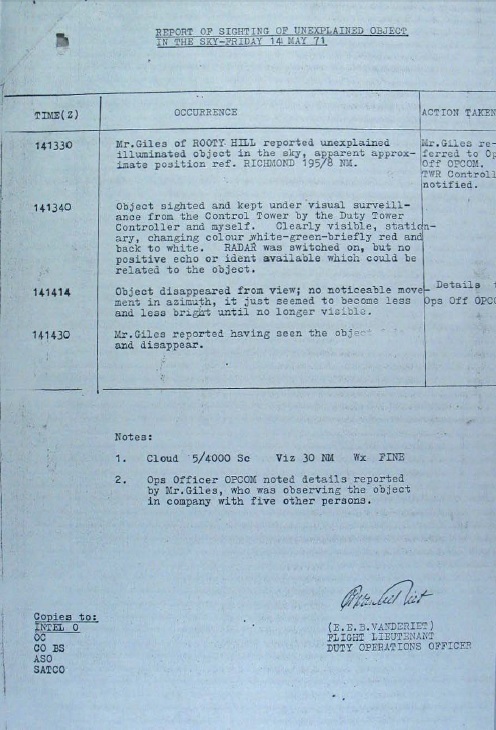 REPORT OF SIGHTING OF UNEXPLAINED OBJECT
IN THE SKY-FRIDAY 14 MAY 71
TIME(Z) OCCURRENCE ACTION TAKEN
141330 Mr.Giles of ROOTY HILL reported unexplained
illuminated object in the sky, apparent approx-
imate position ref. RICHMOND 195/8 NM.
Mr.Giles re-
ferred to Op
Off OPCOM.
TWR Controll
notified.
141340 Object sighted and kept under visual surveill-
ance from the Control Tower by the Duty Tower
Controller and myself. Clearly visible, station-
ary, changing colour white-green-briefly red and
back to white. RADAR was switched on, but no
positive echo or ident available which could be
related to the object.
141414 Object disappeared from view; no noticeable move-
ment in azimuth, it just seemed to become less
and less bright until no longer visible.
Details
Ops Off OPCO
141430 Mr.Giles reported having seen the object
and disappear.
Notes:
1. Cloud 5/4000 Sc Viz 30 NM Wx FINE
2. Ops Officer OPCOM noted details reported
by Mr.Giles, who was observing the object
in company with five other persons.
(E.E.B.VANDERIET)
FLIGHT LIEUTENANT
DUTY OPERATIONS OFFICER
Copies to:
INTEL O
OC
CO BS
ASO
SATCO